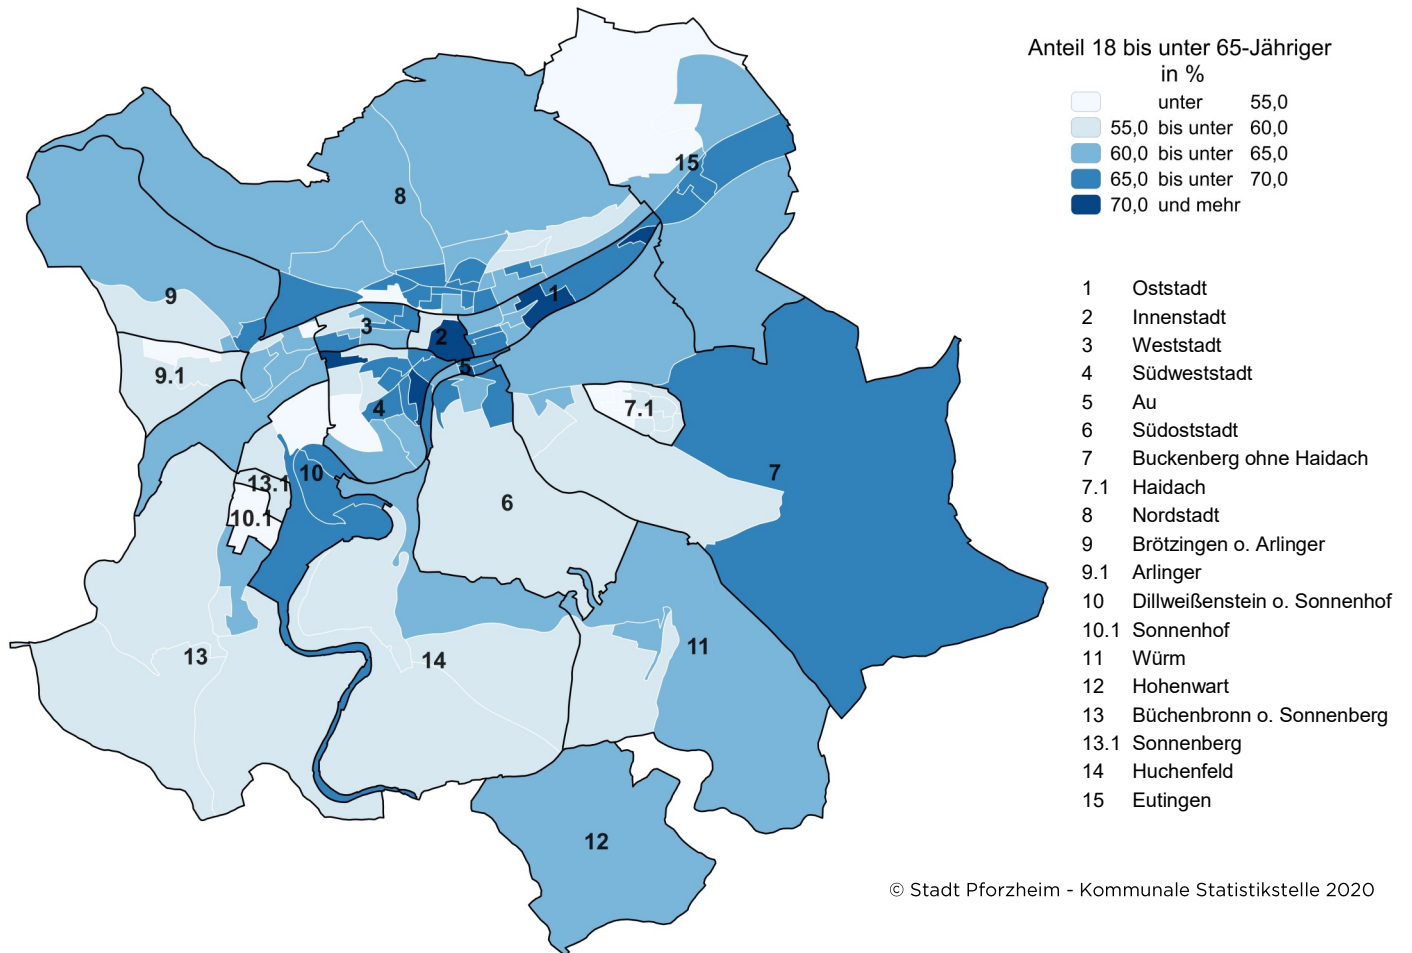 Anteil 18 bis unter 65-Jähriger
in %
unter 55,0
55,0 bis unter 60,0
60,0 bis unter 65,0
65,0 bis unter 70,0
70,0 und mehr
1 Oststadt
2 Innenstadt
3 Weststadt
4 Südweststadt
5 Au
6 Südoststadt
7 Buckenberg ohne Haidach
7.1 Haidach
8 Nordstadt
9 Brötzingen o. Arlinger
9.1 Arlinger
10 Dillweißenstein o. Sonnenhof
10.1 Sonnenhof
11 Würm
12 Hohenwart
13 Büchenbronn o. Sonnenberg
13.1 Sonnenberg
14 Huchenfeld
15 Eutingen
15
8
9
1
3
2
5
9.1
4
7.1
10
7
13.1
6
10.1
11
13
14
12
© Stadt Pforzheim - Kommunale Statistikstelle 2020